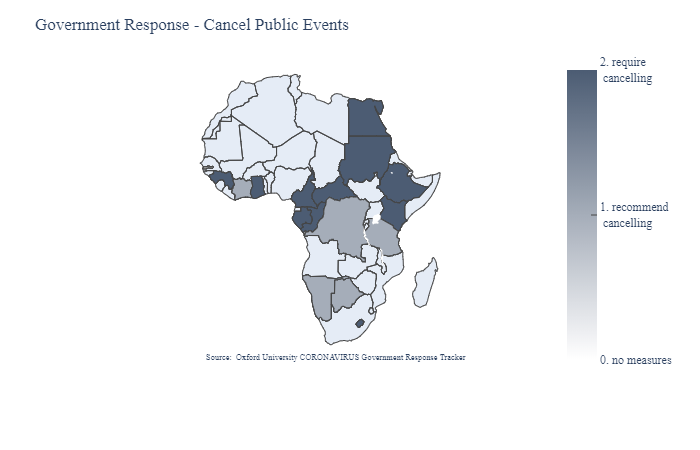 Government Response - Cancel Public Events
2. require
cancelling
1. recommend
cancelling
0. no measures
Source: Oxford University CORONAVIRUS Government Response Tracker